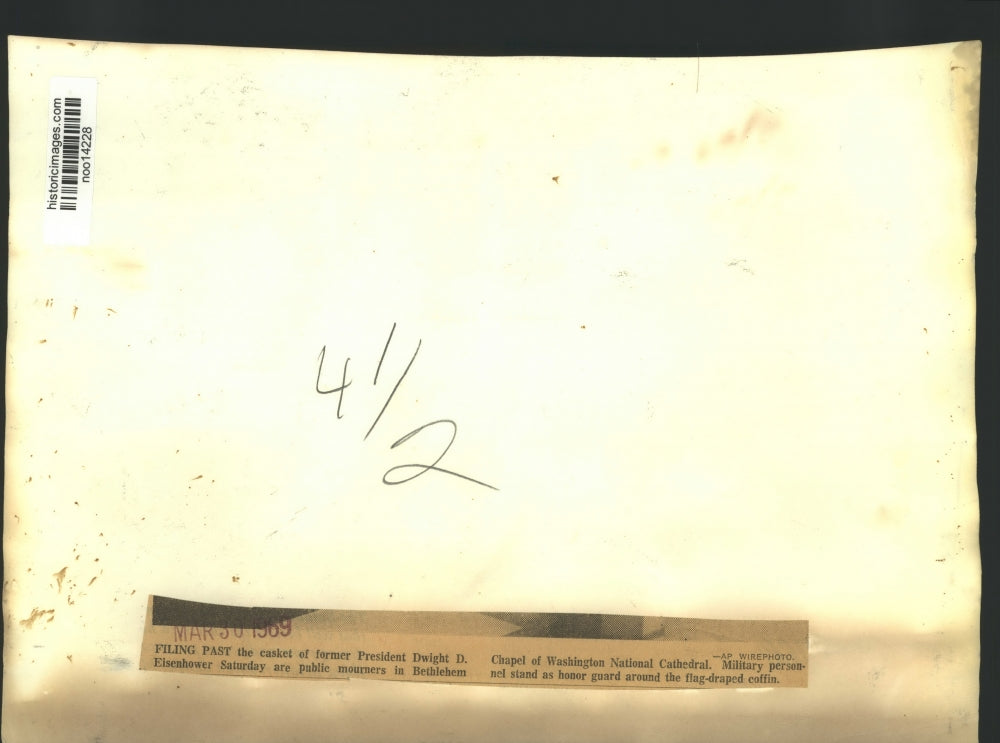 historicimages.com
noo14228
4 1/2
MAR 30 1969
—AP WIREPHOTO.
FILING PAST the casket of former President Dwight D.
Eisenhower Saturday are public mourners in Bethlehem
Chapel of Washington National Cathedral. Military person-
nel stand as honor guard around the flag-draped coffin.